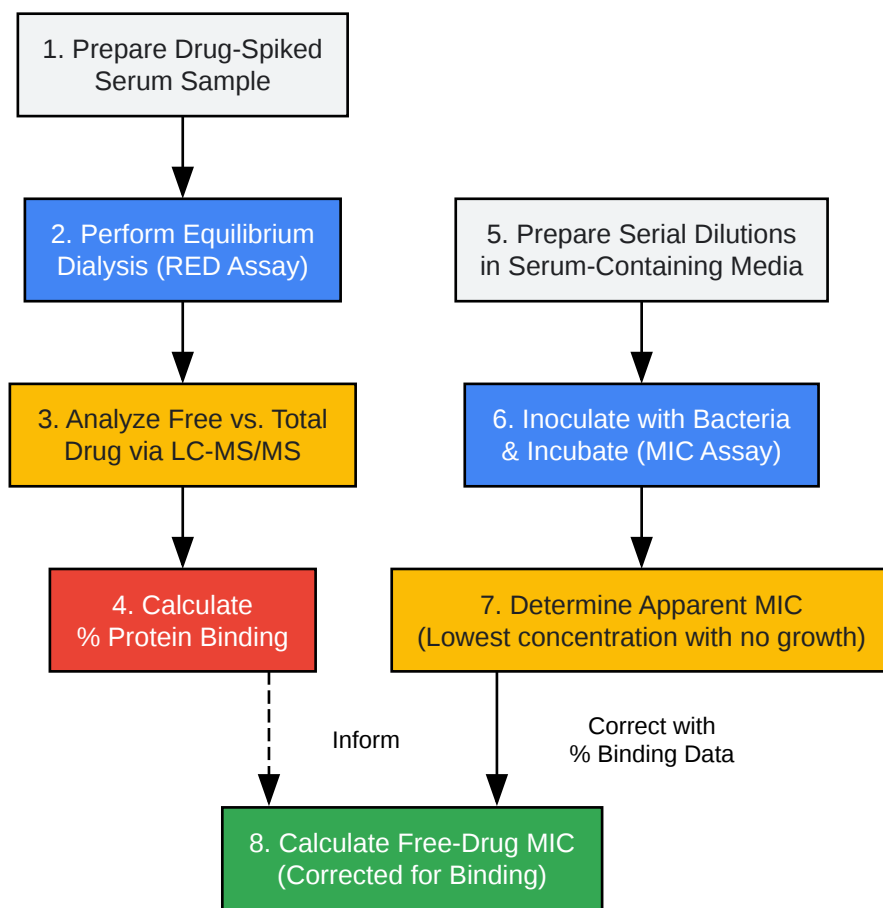 1. Prepare Drug-Spiked
Serum Sample
2. Perform Equilibrium
Dialysis (RED Assay)
5. Prepare Serial Dilutions
in Serum-Containing Media
3. Analyze Free vs. Total
Drug via LC-MS/MS
6. Inoculate with Bacteria
& Incubate (MIC Assay)
4. Calculate
% Protein Binding
7. Determine Apparent MIC
(Lowest concentration with no growth)
Inform
Correct with
% Binding Data
8. Calculate Free-Drug MIC
(Corrected for Binding)